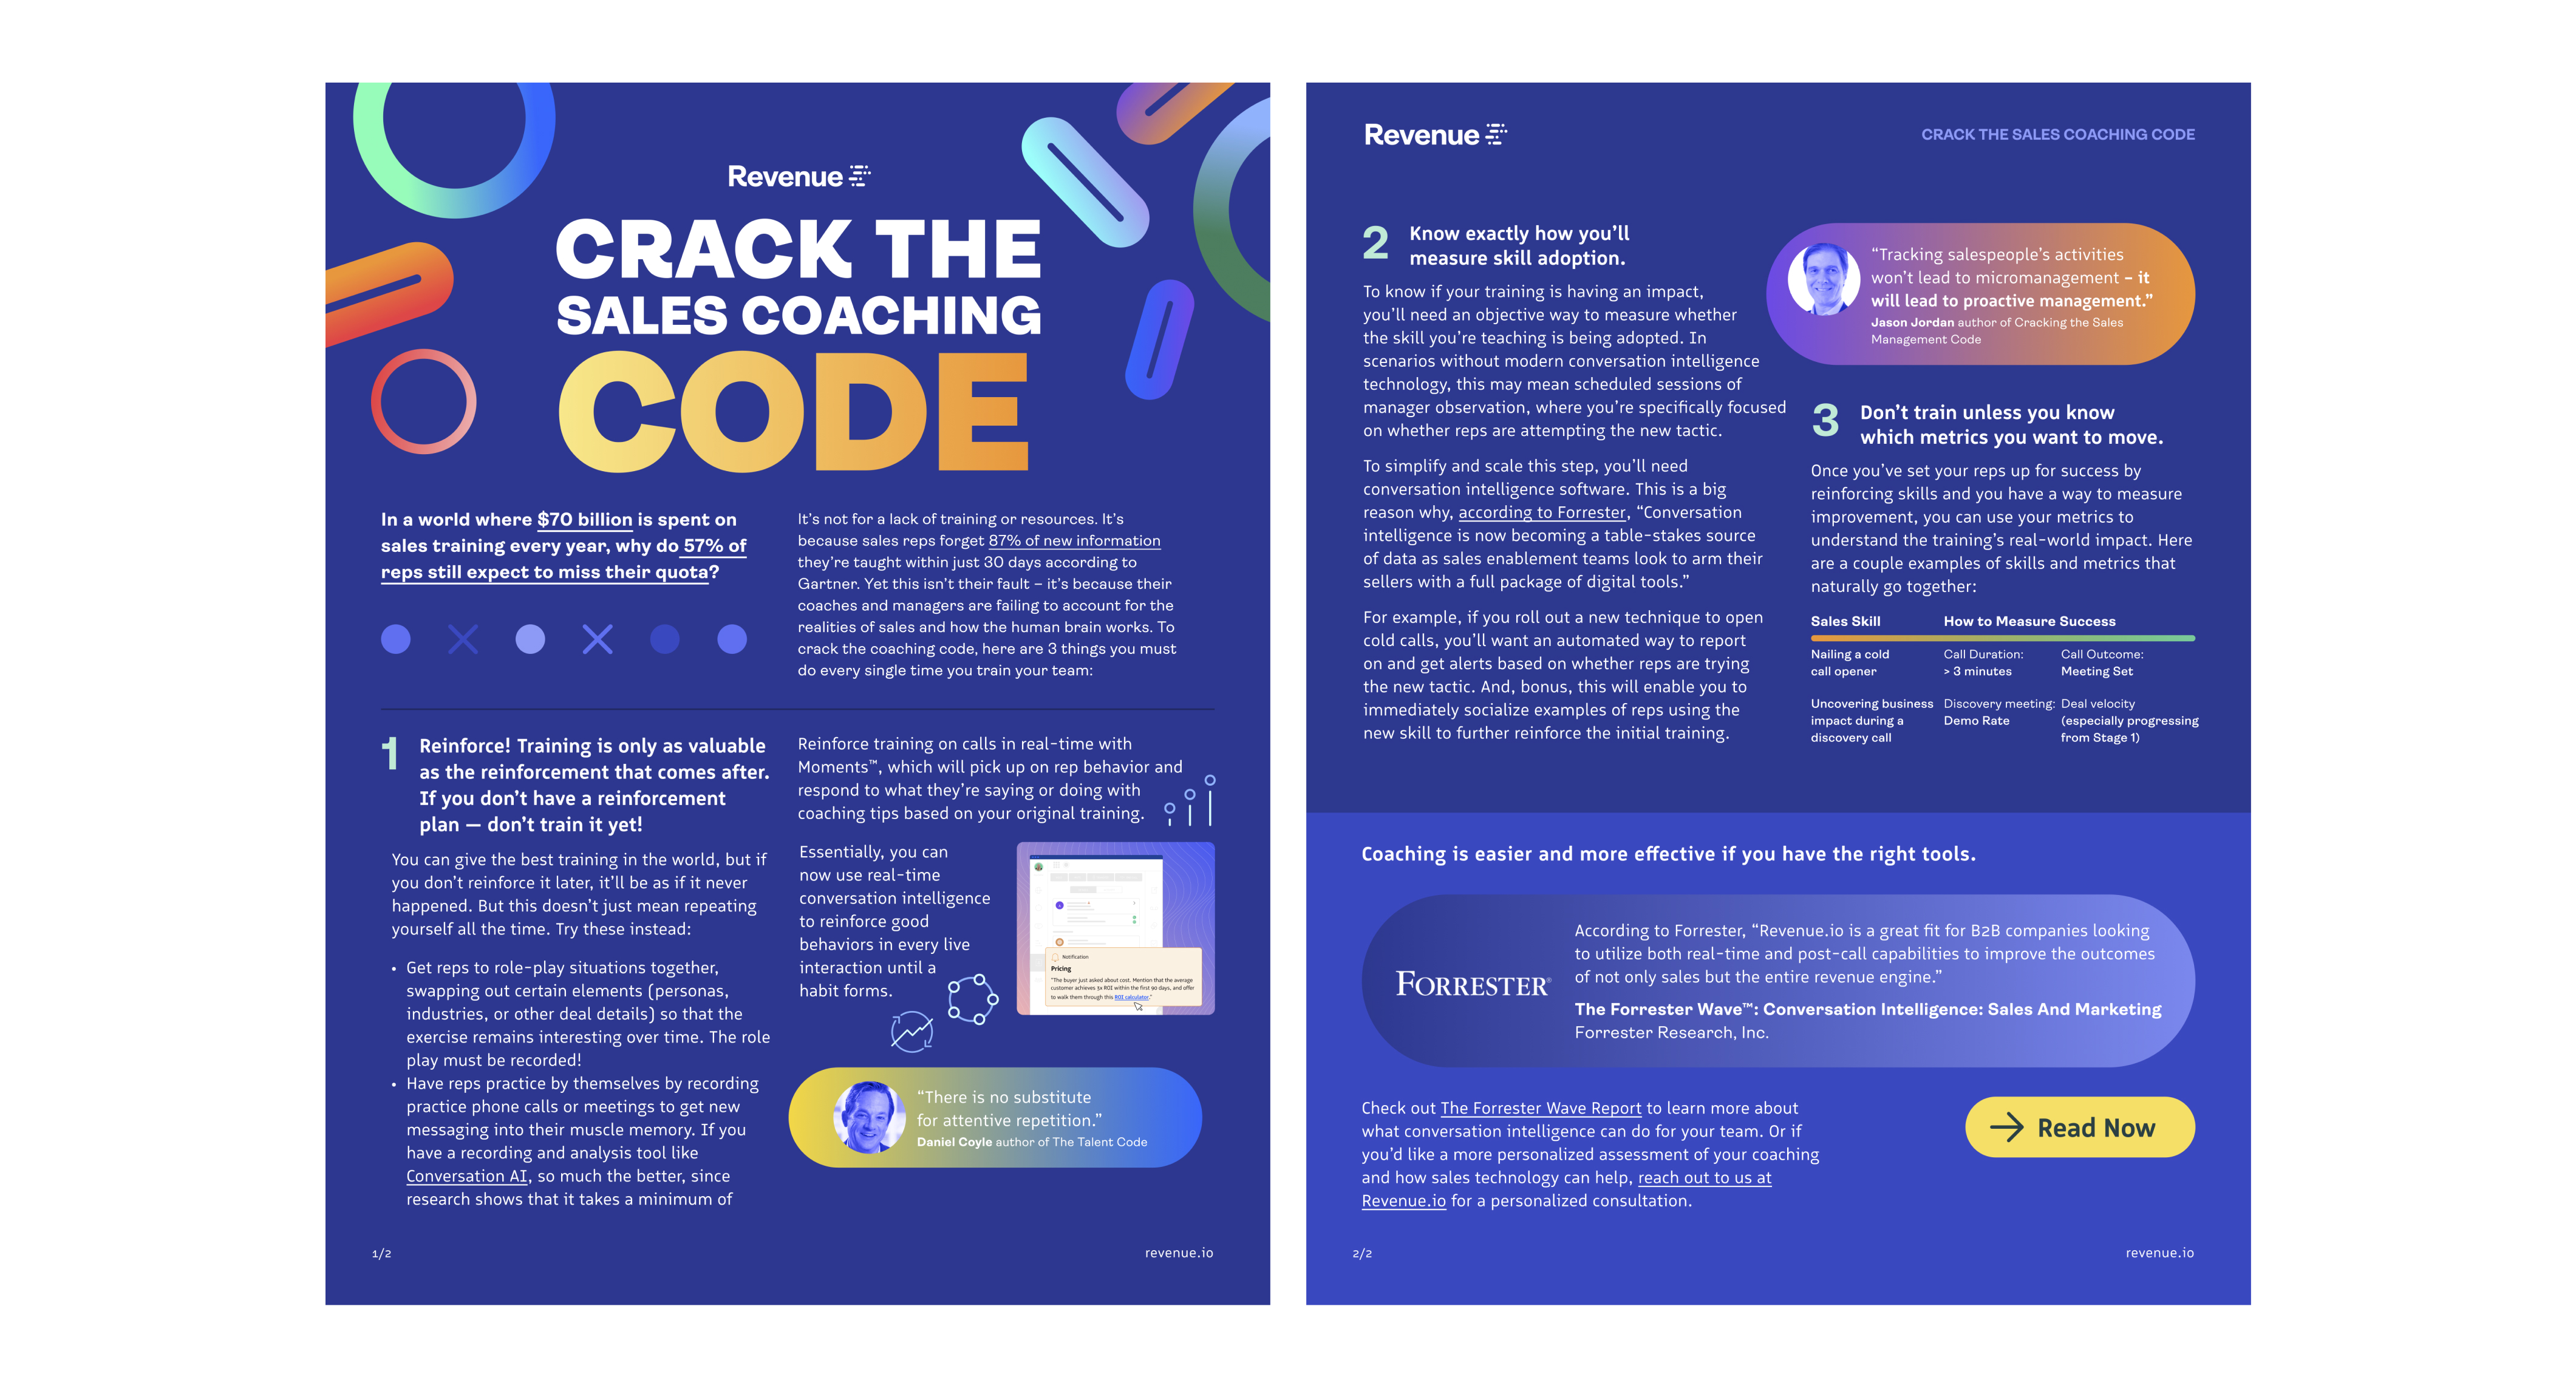 Revenue
CRACK THE
SALES COACHING
CODE
In a world where $70 billion is spent on
sales training every year, why do 57% of
reps still expect to miss their quota?
It’s not for a lack of training or resources. It’s
because sales reps forget 87% of new information
they’re taught within just 30 days according to
Gartner. Yet this isn’t their fault – it’s because their
coaches and managers are failing to account for the
realities of sales and how the human brain works. To
crack the coaching code, here are 3 things you must
do every single time you train your team:
1
Reinforce! Training is only as valuable
as the reinforcement that comes after.
If you don’t have a reinforcement
plan — don’t train it yet!
You can give the best training in the world, but if
you don’t reinforce it later, it’ll be as if it never
happened. But this doesn’t just mean repeating
yourself all the time. Try these instead:
• Get reps to role-play situations together,
swapping out certain elements (personas,
industries, or other deal details) so that the
exercise remains interesting over time. The role
play must be recorded!
• Have reps practice by themselves by recording
practice phone calls or meetings to get new
messaging into their muscle memory. If you
have a recording and analysis tool like
Conversation AI, so much the better, since
research shows that it takes a minimum of
Reinforce training on calls in real-time with
Moments™, which will pick up on rep behavior and
respond to what they’re saying or doing with
coaching tips based on your original training.
Essentially, you can
now use real-time
conversation intelligence
to reinforce good
behaviors in every live
interaction until a
habit forms.
Notification
Pricing
"The buyer just asked about cost. Mention that the average
customer achieves 5x ROI within the first 90 days, and offer
to walk them through this ROI calculator."
“There is no substitute
for attentive repetition.”
Daniel Coyle author of The Talent Code
1/2
revenue.io
Revenue
CRACK THE SALES COACHING CODE
2
Know exactly how you’ll
measure skill adoption.
To know if your training is having an impact,
you’ll need an objective way to measure whether
the skill you’re teaching is being adopted. In
scenarios without modern conversation intelligence
technology, this may mean scheduled sessions of
manager observation, where you’re specifically focused
on whether reps are attempting the new tactic.
To simplify and scale this step, you’ll need
conversation intelligence software. This is a big
reason why, according to Forrester, “Conversation
intelligence is now becoming a table-stakes source
of data as sales enablement teams look to arm their
sellers with a full package of digital tools.”
For example, if you roll out a new technique to open
cold calls, you’ll want an automated way to report
on and get alerts based on whether reps are trying
the new tactic. And, bonus, this will enable you to
immediately socialize examples of reps using the
new skill to further reinforce the initial training.
“Tracking salespeople’s activities
won’t lead to micromanagement – it
will lead to proactive management.”
Jason Jordan author of Cracking the Sales
Management Code
3
Don’t train unless you know
which metrics you want to move.
Once you’ve set your reps up for success by
reinforcing skills and you have a way to measure
improvement, you can use your metrics to
understand the training’s real-world impact. Here
are a couple examples of skills and metrics that
naturally go together:
Sales Skill How to Measure Success
Nailing a cold
call opener
Call Duration:
> 3 minutes
Call Outcome:
Meeting Set
Uncovering business
impact during a
discovery call
Discovery meeting:
Demo Rate
Deal velocity
(especially progressing
from Stage 1)
Coaching is easier and more effective if you have the right tools.
FORRESTER®
According to Forrester, “Revenue.io is a great fit for B2B companies looking
to utilize both real-time and post-call capabilities to improve the outcomes
of not only sales but the entire revenue engine.”
The Forrester Wave™: Conversation Intelligence: Sales And Marketing
Forrester Research, Inc.
Check out The Forrester Wave Report to learn more about
what conversation intelligence can do for your team. Or if
you’d like a more personalized assessment of your coaching
and how sales technology can help, reach out to us at
Revenue.io for a personalized consultation.
Read Now
2/2
revenue.io